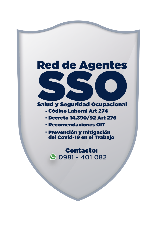 Red de Agentes
SSO
Salud y Seguridad Ocupacional
- Código Laboral Art 274
- Decreto 14.390/92 Art 276
- Recomendaciones OIT
- Prevención y mitigación
del Covid-19 en el Trabajo
Contacto:
0981 - 401 082